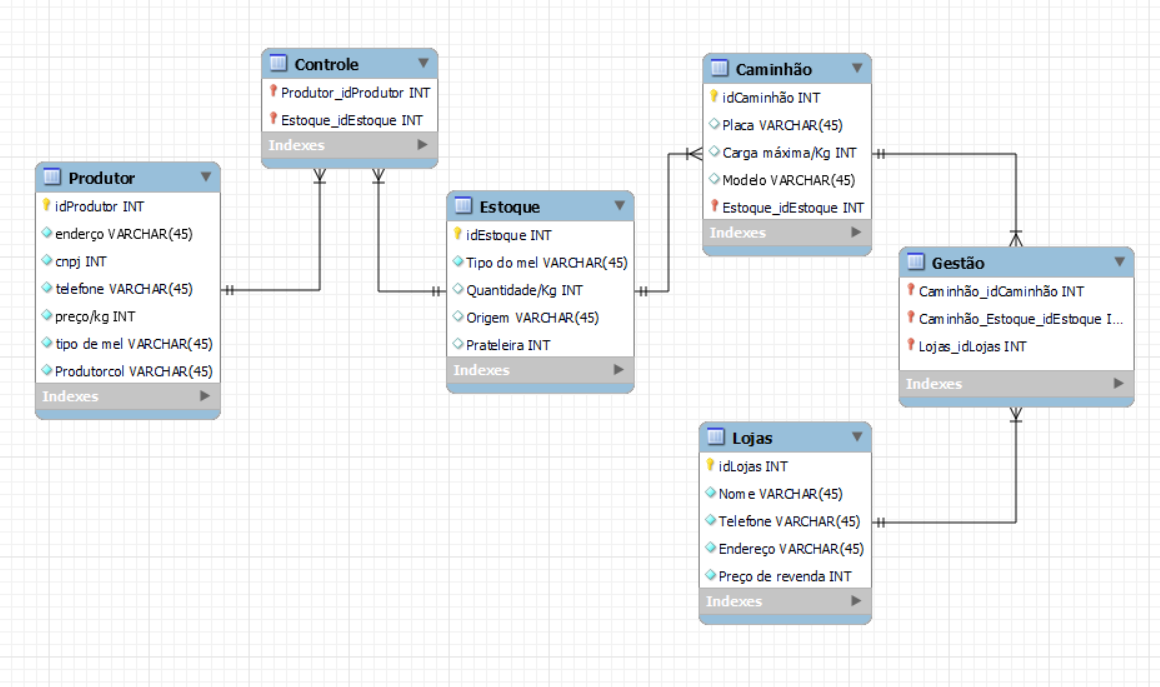 Controle
Produtor_idProdutor INT
Estoque_idEstoque INT
Indexes
Produtor
idProdutor INT
enderço VARCHAR(45)
cnpj INT
telefone VARCHAR(45)
preço/kg INT
tipo de mel VARCHAR(45)
Produtorcol VARCHAR(45)
Indexes
Estoque
idEstoque INT
Tipo do mel VARCHAR(45)
Quantidade/Kg INT
Origem VARCHAR(45)
Prateleira INT
Indexes
Caminhão
idCaminhão INT
Placa VARCHAR(45)
Carga máxima/Kg INT
Modelo VARCHAR(45)
Estoque_idEstoque INT
Indexes
Gestão
Caminhão_idCaminhão INT
Caminhão_Estoque_idEstoque I...
Lojas_idLojas INT
Indexes
Lojas
idLojas INT
Nome VARCHAR(45)
Telefone VARCHAR(45)
Endereço VARCHAR(45)
Preço de revenda INT
Indexes